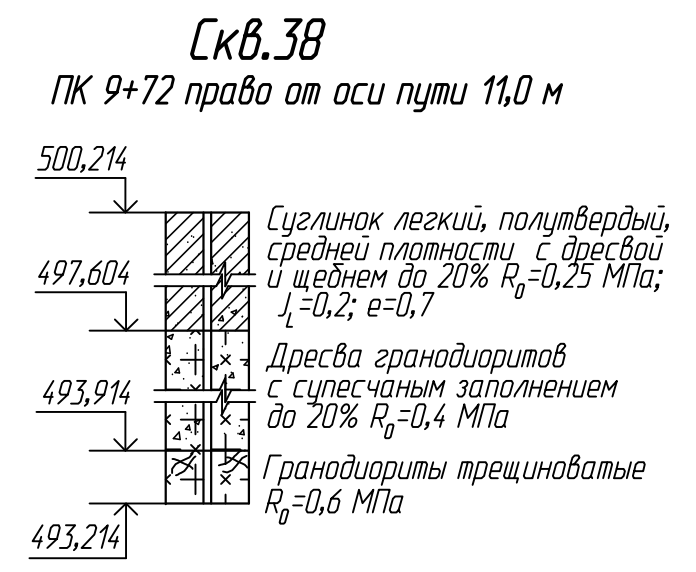 Скв.38
ПК 9+72 право от оси пути 11,0 м
500,214
Суглинок легкий, полутвердый,
средней плотности с дресвой
497,604
и щебнем до 20% R0=0,25 МПа;
JL=0,2; e=0,7
Дресва гранодиоритов
с супесчаным заполнением
493,914
до 20% R0=0,4 МПа
Гранодиориты трещиноватые
R0=0,6 МПа
493,214